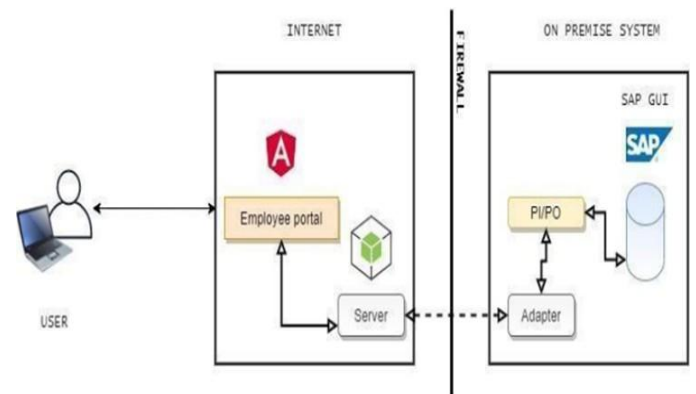 INTERNET
ON PREMISE SYSTEM
FIREWALL
SAP GUI
A
SAP
Employee portal
PI/PO
Server
Adapter
USER